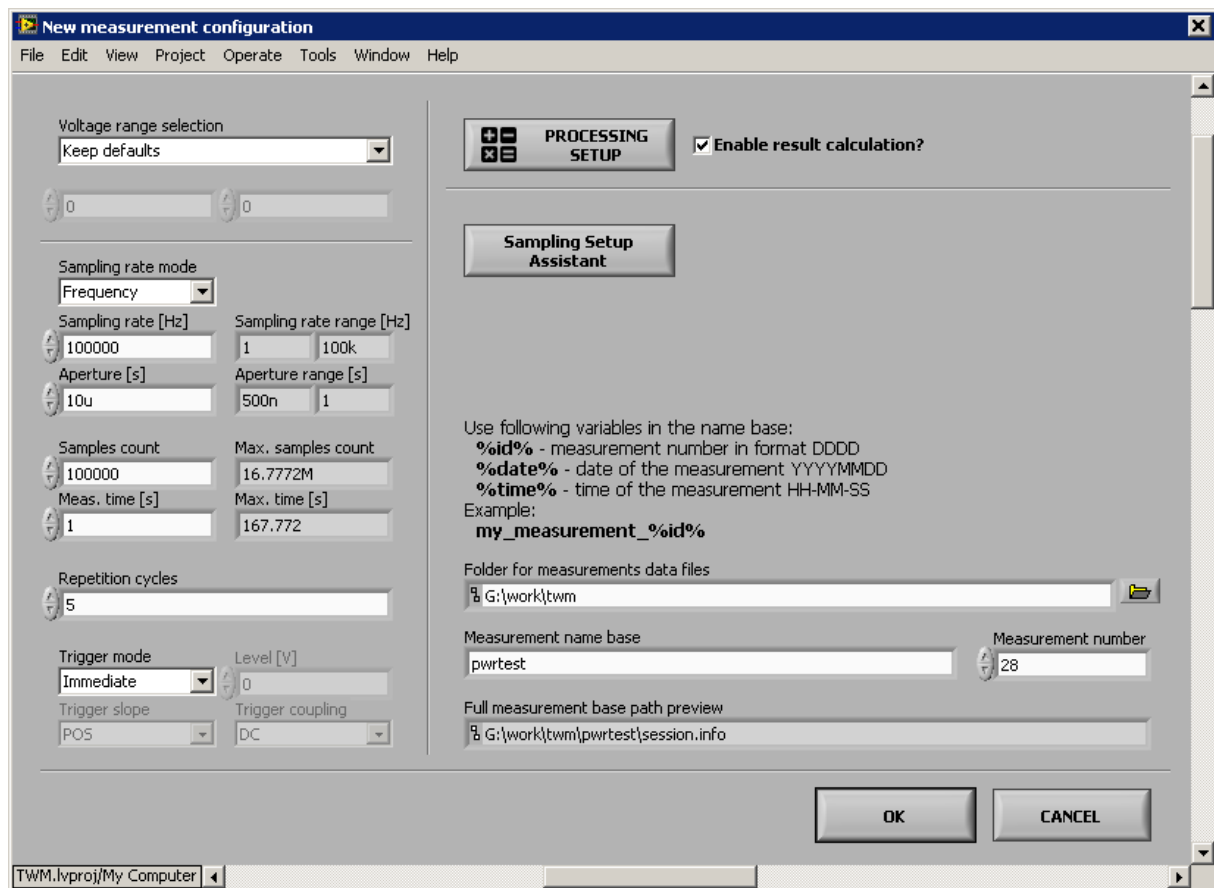 New measurement configuration
File Edit View Project Operate Tools Window Help
Voltage range selection
Keep defaults
0 0
Sampling rate mode
Frequency
Sampling rate [Hz] Sampling rate range [Hz]
100000 1 100k
Aperture [s] Aperture range [s]
10u 500n 1
Samples count Max. samples count
100000 16.7772M
Meas. time [s] Max. time [s]
1 167.772
Repetition cycles
5
Trigger mode Level [V]
Immediate 0
Trigger slope Trigger coupling
POS DC
PROCESSING
SETUP
Enable result calculation?
Sampling Setup
Assistant
Use following variables in the name base:
%id% - measurement number in format DDDD
%date% - date of the measurement YYYYMMDD
%time% - time of the measurement HH-MM-SS
Example:
my_measurement_%id%
Folder for measurements data files
G:\work\twm
Measurement name base Measurement number
pwrtest 28
Full measurement base path preview
G:\work\twm\pwrtest\session.info
OK CANCEL
TWM.lvproj/My Computer